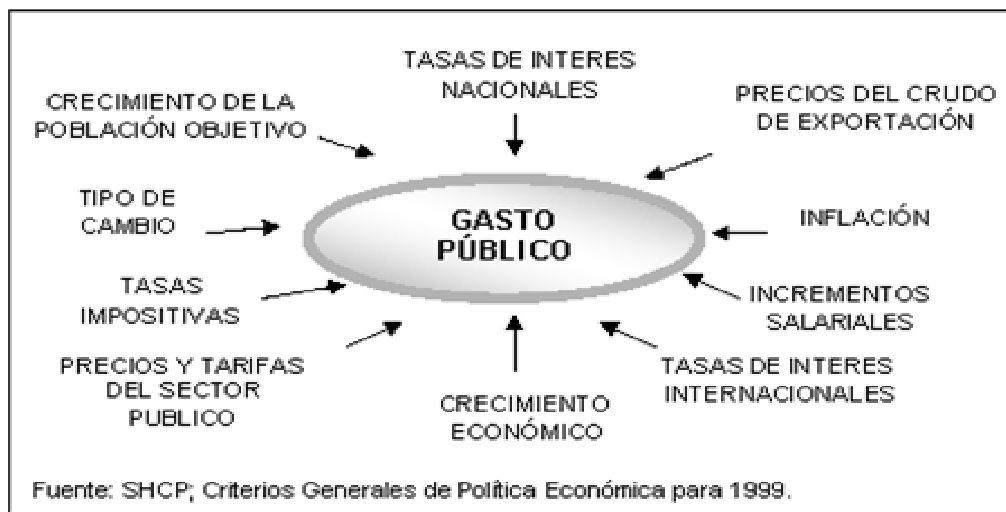 TASAS DE INTERES
NACIONALES
CRECIMIENTO DE LA
POBLACIÓN OBJETIVO
PRECIOS DEL CRUDO
DE EXPORTACIÓN
TIPO DE
CAMBIO
GASTO
PÚBLICO
INFLACIÓN
TASAS
IMPOSITIVAS
INCREMENTOS
SALARIALES
PRECIOS Y TARIFAS
DEL SECTOR
PUBLICO
CRECIMIENTO
ECONÓMICO
TASAS DE INTERES
INTERNACIONALES
Fuente: SHCP; Criterios Generales de Política Económica para 1999.